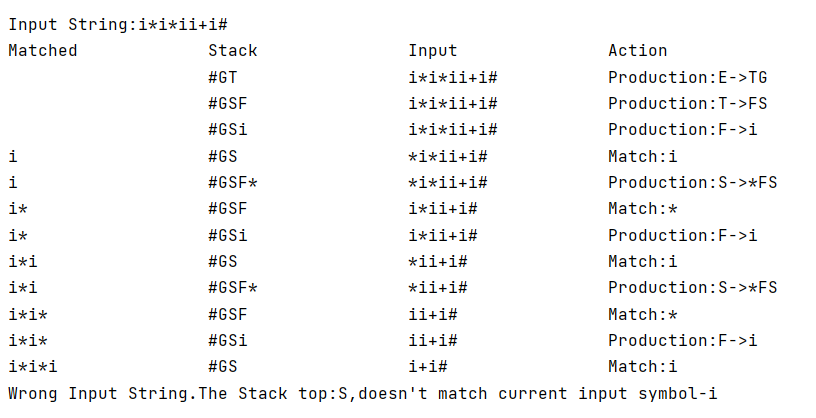 Input String:i*i*ii+i#
Matched Stack Input Action
#GT i*i*ii+i# Production:E->TG
#GSF i*i*ii+i# Production:T->FS
#GSi i*i*ii+i# Production:F->i
i #GS *i*ii+i# Match:i
i #GSF* *i*ii+i# Production:S->*FS
i* #GSF i*ii+i# Match:*
i* #GSi i*ii+i# Production:F->i
i*i #GS *ii+i# Match:i
i*i #GSF* *ii+i# Production:S->*FS
i*i* #GSF ii+i# Match:*
i*i* #GSi ii+i# Production:F->i
i*i*i #GS i+i# Match:i
Wrong Input String.The Stack top:S,doesn't match current input symbol-i